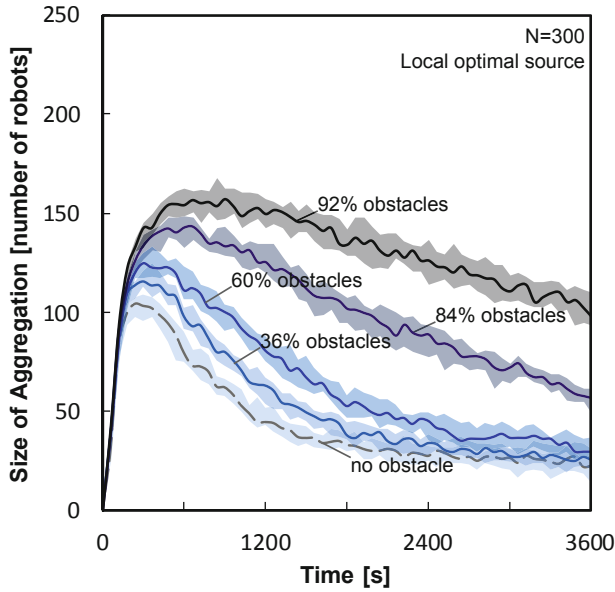 N=300
Local optimal source
Size of Aggregation [number of robots]
250
200
150
100
50
0
92% obstacles
84% obstacles
60% obstacles
36% obstacles
no obstacle
0
1200
2400
3600
Time [s]